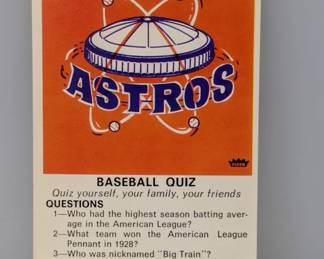 ASTROS
FLEER
BASEBALL QUIZ
Quiz yourself, your family, your friends
QUESTIONS
1—Who had the highest season batting aver-
age in the American League?
2—What team won the American League
Pennant in 1928?
3—Who was nicknamed "Big Train"?